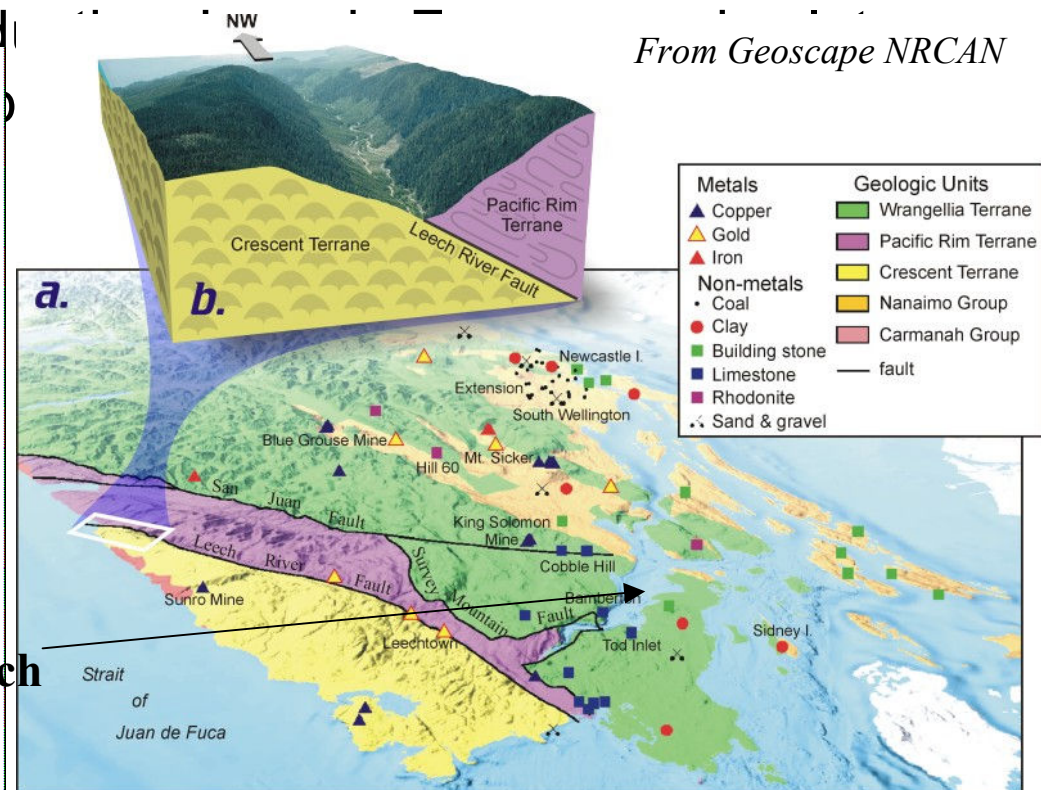 NW
From Geoscape NRCAN
Pacific Rim
Terrane
Crescent Terrane
Leech River Fault
a.
b.
Metals
Copper
Gold
Iron
Non-metals
Coal
Clay
Building stone
Limestone
Rhodonite
Sand & gravel
Geologic Units
Wrangellia Terrane
Pacific Rim Terrane
Crescent Terrane
Nanaimo Group
Carmanah Group
fault
Newcastle I.
Extension
South Wellington
Blue Grouse Mine
Hill 60
Mt. Sicker
San Juan Fault
King Solomon
Mine
Cobble Hill
Leech River Fault
Survey Mountain Fault
Sunro Mine
Bamberton
Leechtown
Tod Inlet
Sidney I.
ch
Strait
of
Juan de Fuca